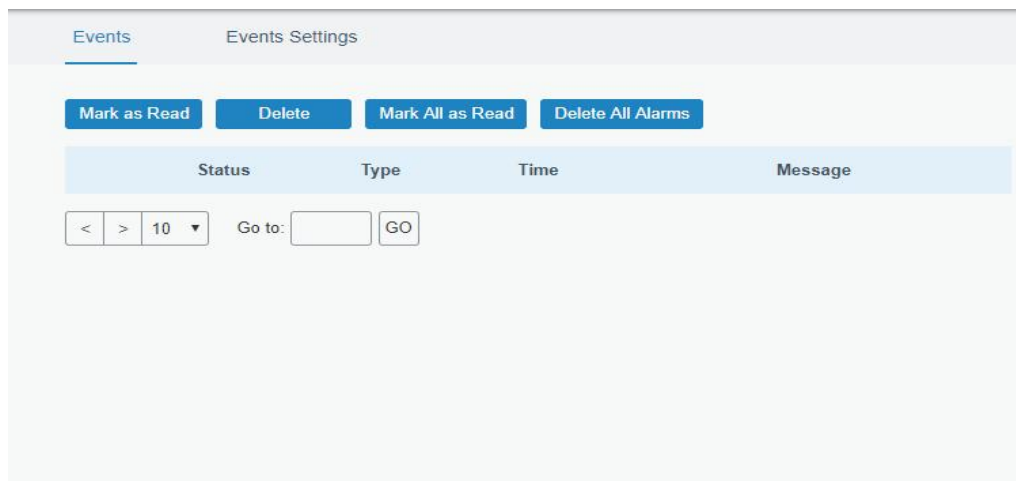 Events Events Settings
Mark as Read Delete Mark All as Read Delete All Alarms
Status Type Time Message
< > 10 ▼ Go to: GO